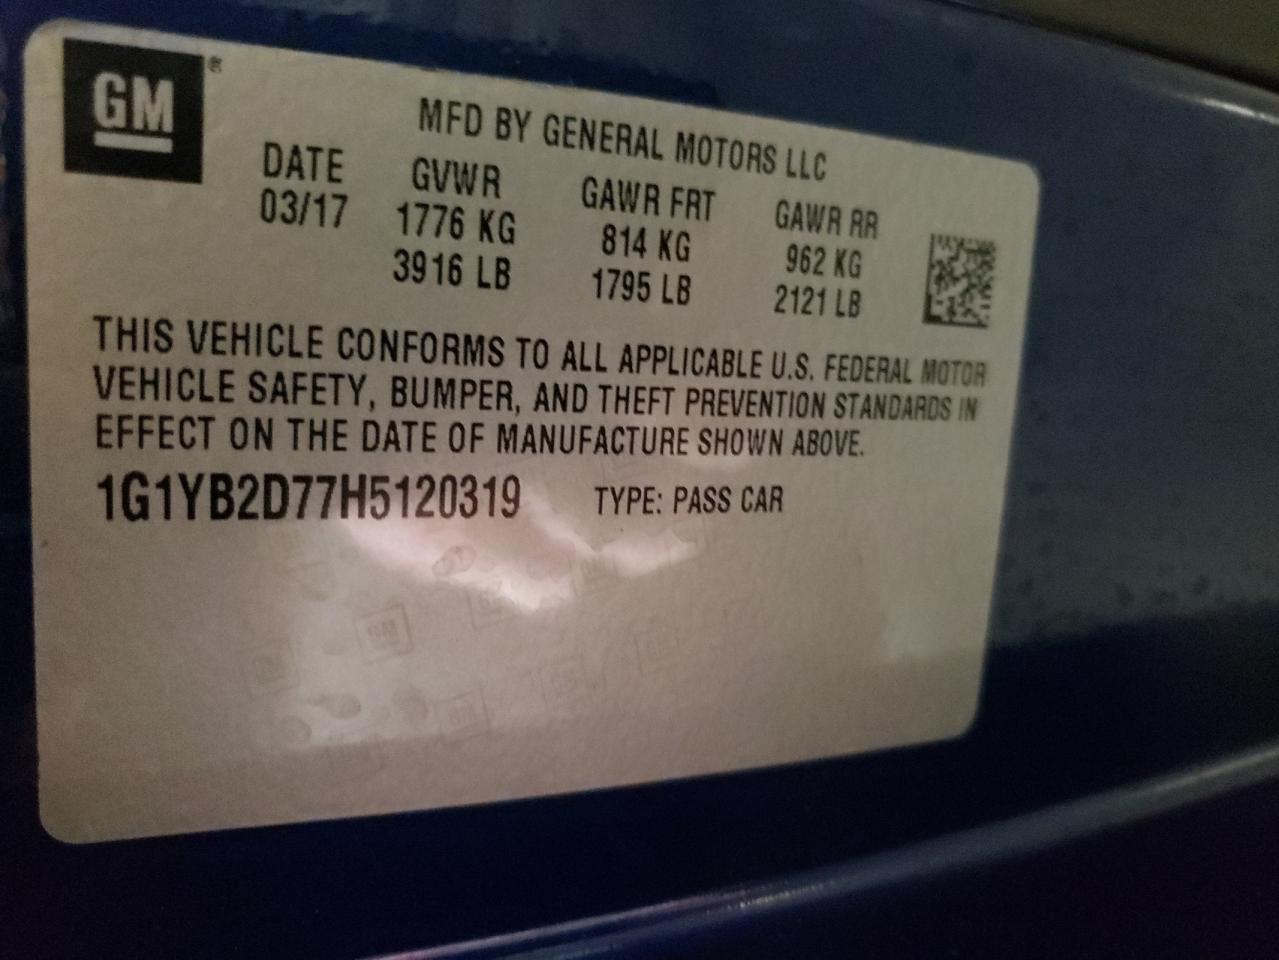 GM®
MFD BY GENERAL MOTORS LLC
DATE GVWR GAWR FRT GAWR RR
03/17 1776 KG 814 KG 962 KG
3916 LB 1795 LB 2121 LB
THIS VEHICLE CONFORMS TO ALL APPLICABLE U.S. FEDERAL MOTOR
VEHICLE SAFETY, BUMPER, AND THEFT PREVENTION STANDARDS IN
EFFECT ON THE DATE OF MANUFACTURE SHOWN ABOVE.
1G1YB2D77H5120319 TYPE: PASS CAR